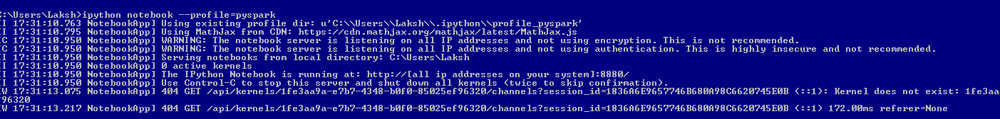 C:\Users\Laksh>ipython notebook --profile=pyspark
[I 17:31:10.763 NotebookApp] Using existing profile dir: u'C:\\Users\\Laksh\\.ipython\\profile_pyspark'
[I 17:31:10.795 NotebookApp] Using MathJax from CDN: https://cdn.mathjax.org/mathjax/latest/MathJax.js
[C 17:31:10.950 NotebookApp] WARNING: The notebook server is listening on all IP addresses and not using encryption. This is not recommended.
[C 17:31:10.950 NotebookApp] WARNING: The notebook server is listening on all IP addresses and not using authentication. This is highly insecure and not recommended.
[I 17:31:10.950 NotebookApp] Serving notebooks from local directory: C:\Users\Laksh
[I 17:31:10.950 NotebookApp] 0 active kernels
[I 17:31:10.950 NotebookApp] The IPython Notebook is running at: http://[all ip addresses on your system]:8880/
[I 17:31:10.950 NotebookApp] Use Control-C to stop this server and shut down all kernels (twice to skip confirmation).
[W 17:31:13.075 NotebookApp] 404 GET /api/kernels/1fe3aa9a-e7b7-4348-b0f0-85025ef96320/channels?session_id=1836A6E9657746B680A98C6620745E0B (::1): Kernel does not exist: 1fe3aa
f96320
[W 17:31:13.217 NotebookApp] 404 GET /api/kernels/1fe3aa9a-e7b7-4348-b0f0-85025ef96320/channels?session_id=1836A6E9657746B680A98C6620745E0B (::1) 172.00ms referer=None